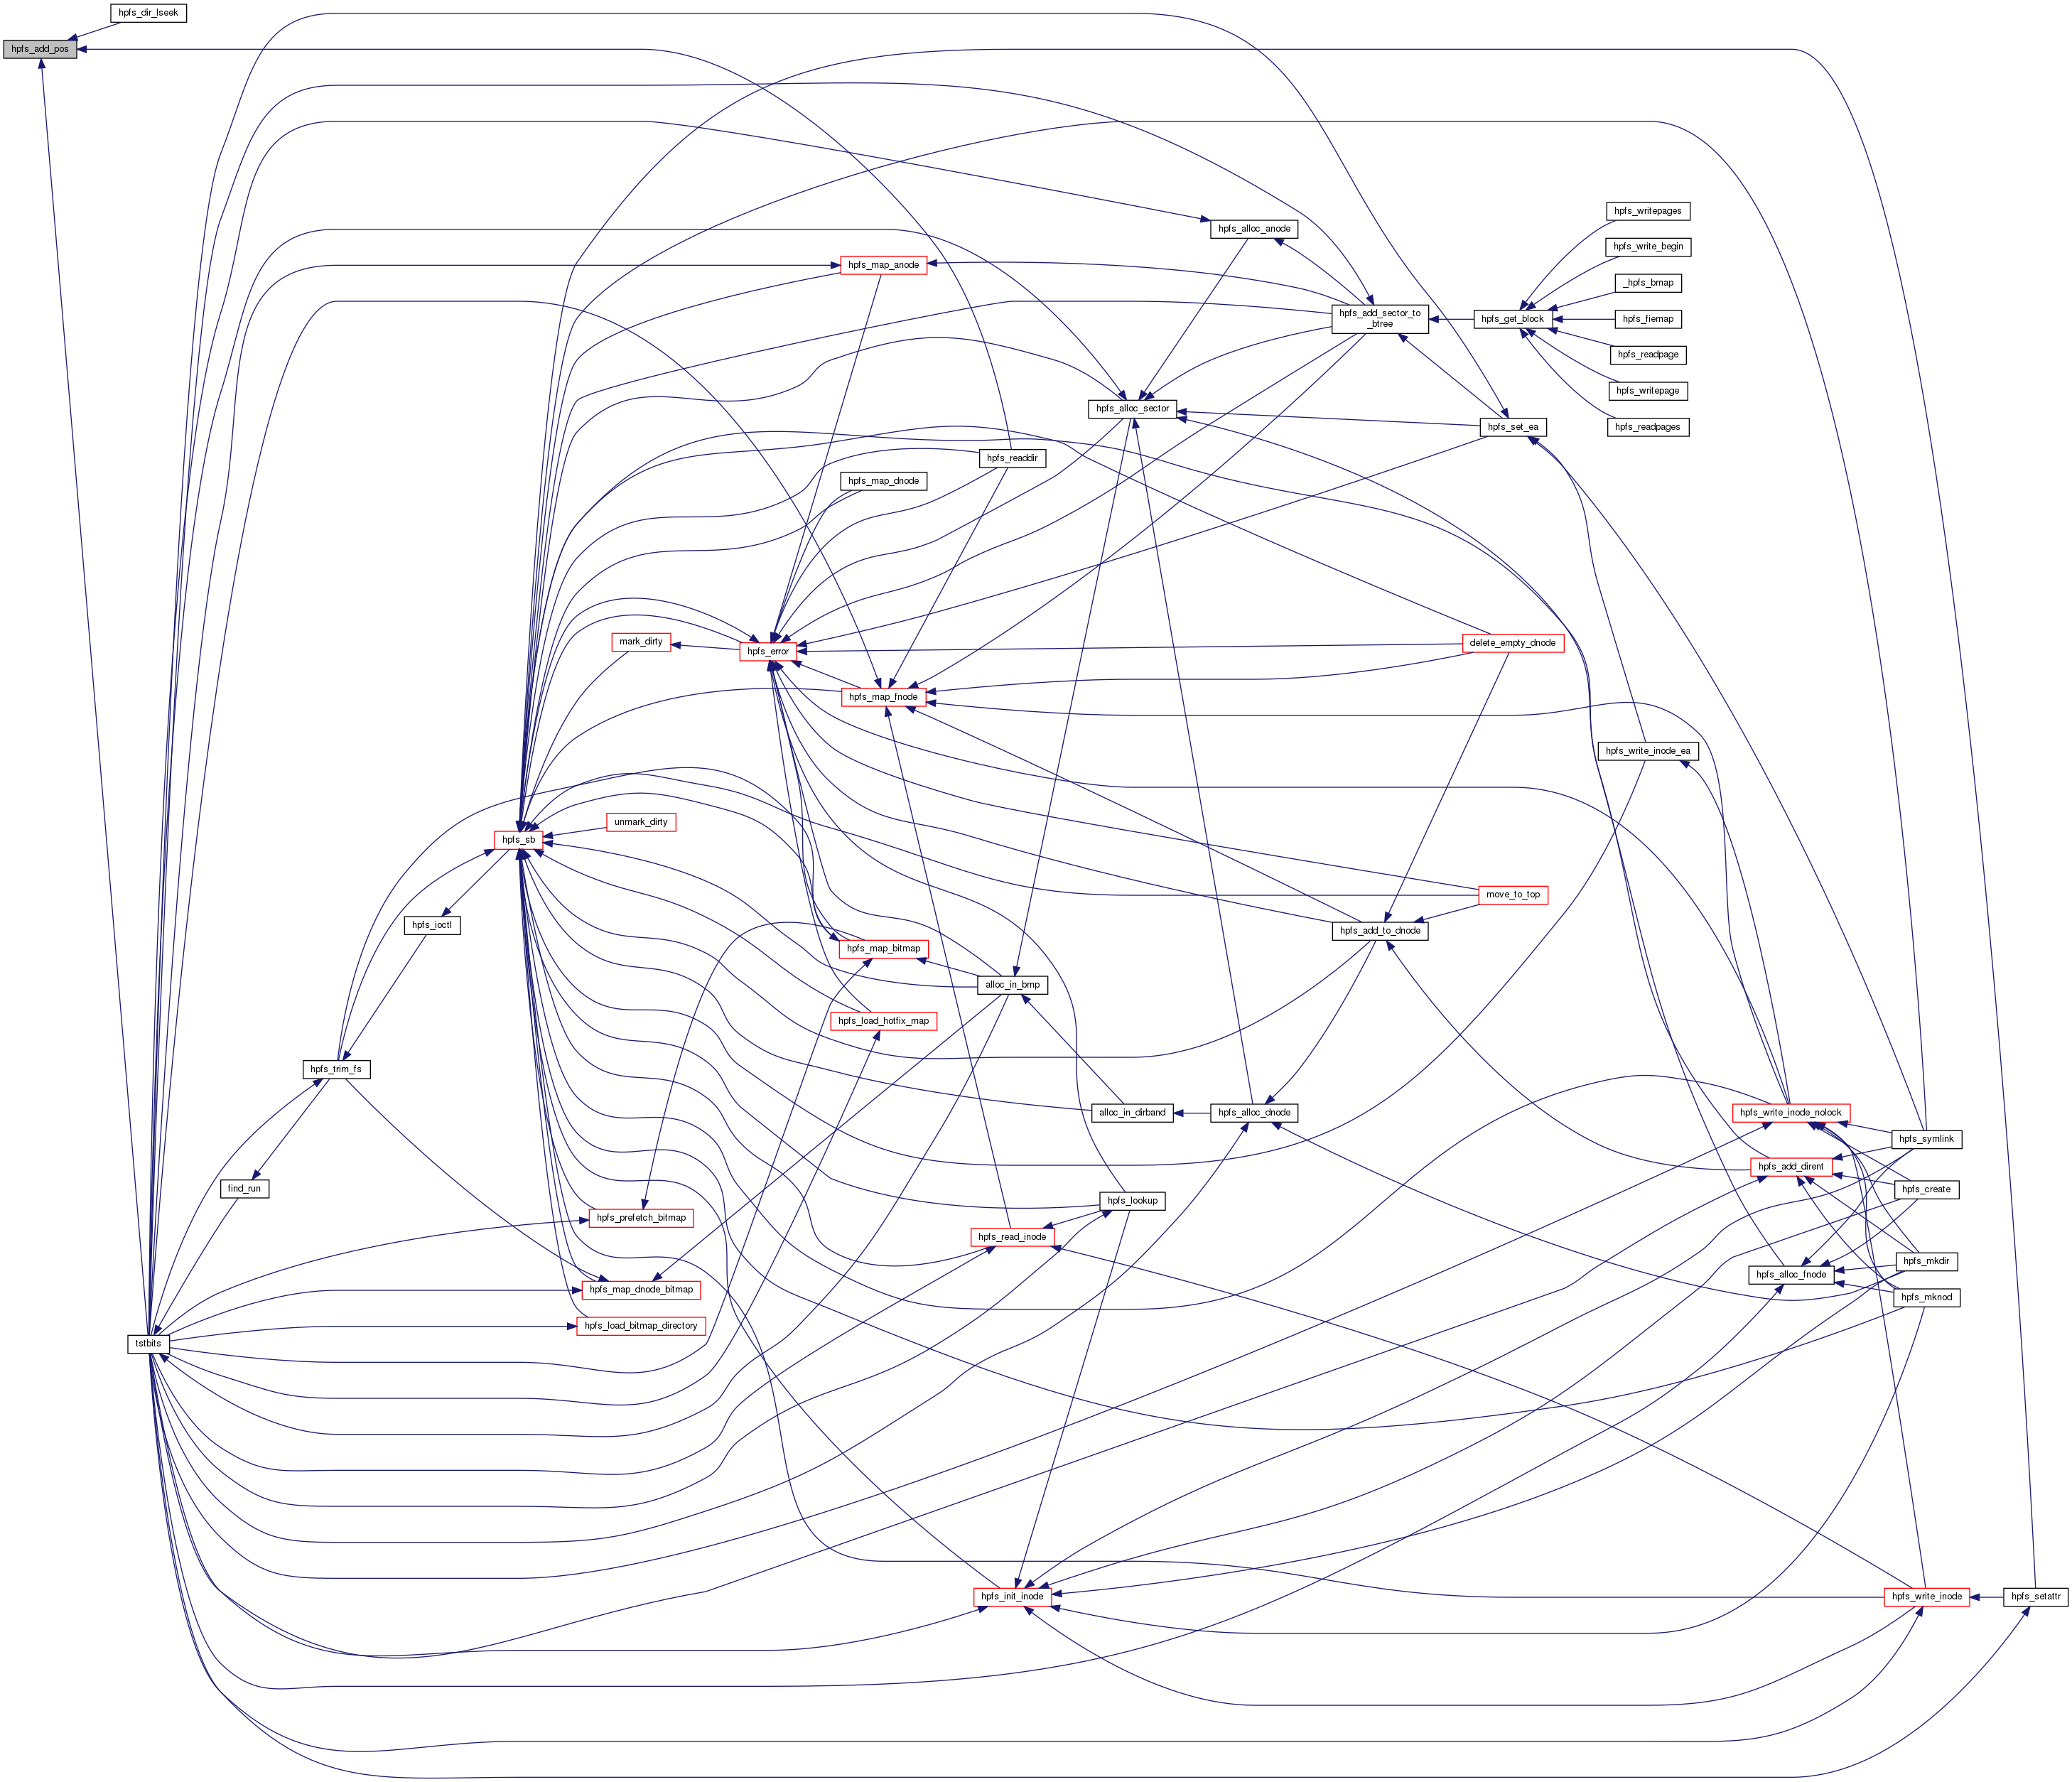 hpfs_dir_lseek
hpfs_add_pos
hpfs_writepages
hpfs_alloc_anode
hpfs_write_begin
hpfs_map_anode
_hpfs_bmap
hpfs_add_sector_to
_btree
hpfs_get_block
hpfs_fiemap
hpfs_readpage
hpfs_writepage
hpfs_alloc_sector
hpfs_set_ea
hpfs_readpages
hpfs_readdir
hpfs_map_dnode
mark_dirty
hpfs_error
delete_empty_dnode
hpfs_map_fnode
hpfs_write_inode_ea
unmark_dirty
hpfs_sb
move_to_top
hpfs_ioctl
hpfs_add_to_dnode
hpfs_map_bitmap
alloc_in_bmp
hpfs_load_hotfix_map
hpfs_trim_fs
alloc_in_dirband
hpfs_alloc_dnode
hpfs_write_inode_nolock
hpfs_symlink
hpfs_add_dirent
find_run
hpfs_create
hpfs_lookup
hpfs_prefetch_bitmap
hpfs_read_inode
hpfs_mkdir
hpfs_alloc_fnode
hpfs_map_dnode_bitmap
hpfs_mknod
hpfs_load_bitmap_directory
tstbits
hpfs_init_inode
hpfs_write_inode
hpfs_setattr